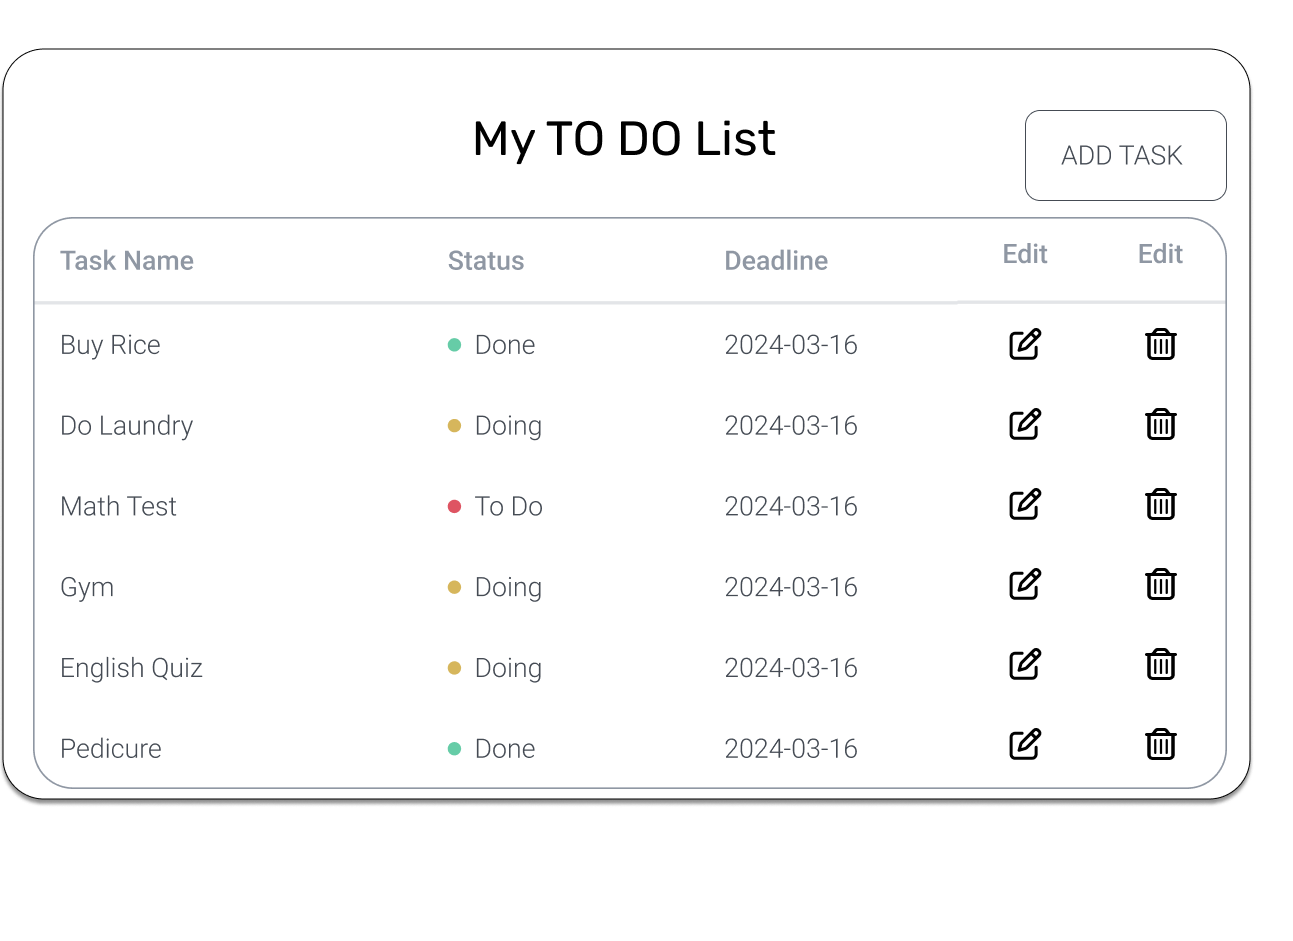 My TO DO List
ADD TASK
Task Name Status Deadline Edit Edit
Buy Rice Done 2024-03-16
Do Laundry Doing 2024-03-16
Math Test To Do 2024-03-16
Gym Doing 2024-03-16
English Quiz Doing 2024-03-16
Pedicure Done 2024-03-16